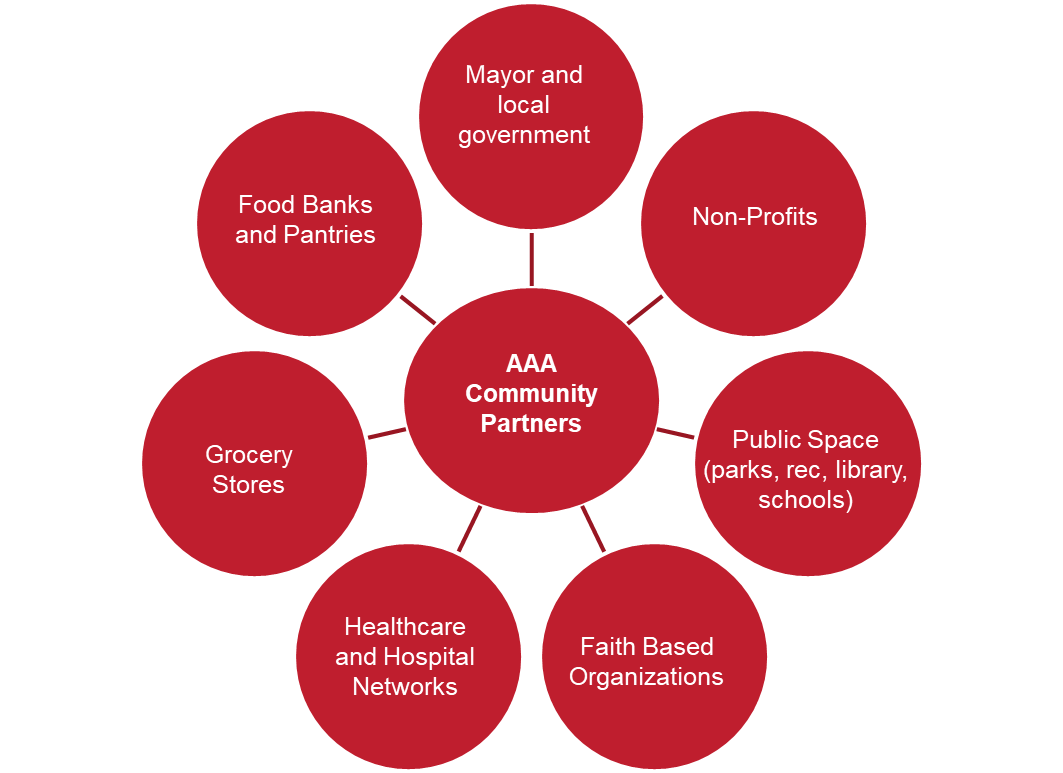 Mayor and
local
government
Non-Profits
Public Space
(parks, rec, library,
schools)
Faith Based
Organizations
Healthcare
and Hospital
Networks
Grocery
Stores
Food Banks
and Pantries
AAA
Community
Partners